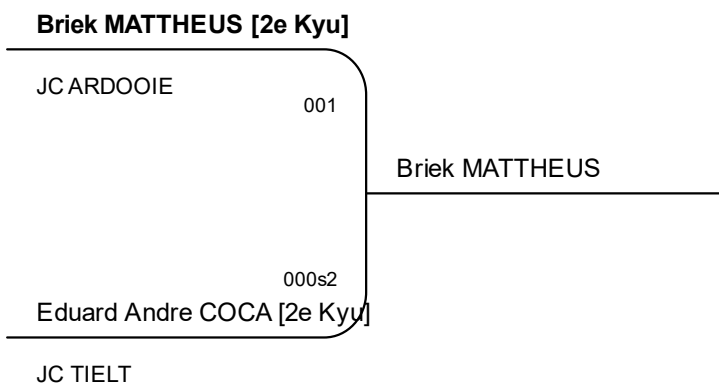 Briek MATTHEUS [2e Kyu]
JC ARDOOIE
001
Briek MATTHEUS
000s2
Eduard Andre COCA [2e Kyu]
JC TIELT